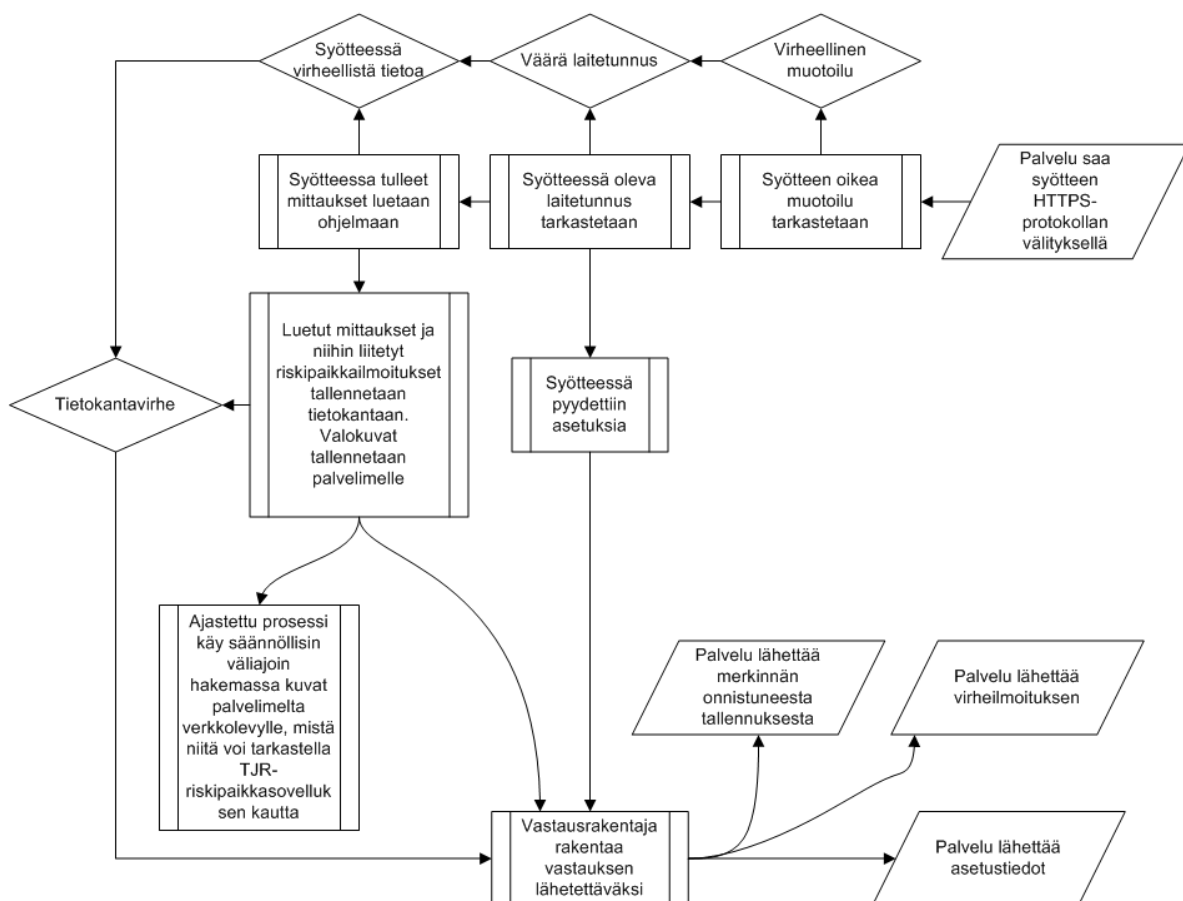 Syötteessä
virheellistä tietoa
Väärä laitetunnus
Virheellinen
muotoilu
Syötteessa tulleet
mittaukset luetaan
ohjelmaan
Syötteessä oleva
laitetunnus
tarkastetaan
Syötteen oikea
muotoilu
tarkastetaan
Palvelu saa
syötteen
HTTPS-
protokollan
välityksellä
Tietokantavirhe
Luetut mittaukset ja
niihin liitetyt
riskipaikkailmoitukset
tallennetaan
tietokantaan.
Valokuvat
tallennetaan
palvelimelle
Syötteessä
pyydettiin
asetuksia
Ajastettu prosessi
käy säännöllisin
väliajoin
hakemassa kuvat
palvelimelta
verkkolevylle, mistä
niitä voi tarkastella
TJR-
riskipaikkasovelluk
sen kautta
Palvelu lähettää
merkinnän
onnistuneesta
tallennuksesta
Palvelu lähettää
virheilmoituksen
Vastausrakentaja
rakentaa
vastauksen
lähetettäväksi
Palvelu lähettää
asetustiedot